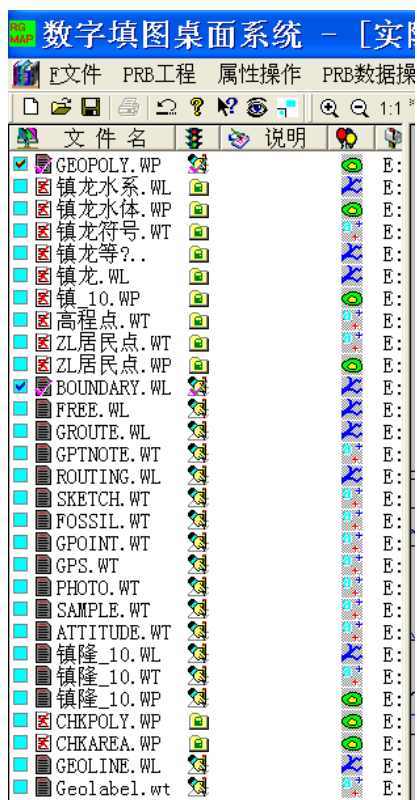 RG MAP 数字填图桌面系统 - [实
F文件 PRB工程 属性操作 PRB数据操
1:1
文件名 说明
GEOPOLY.WP E:
镇龙水系.WL E:
镇龙水体.WP E:
镇龙符号.WT E:
镇龙等?.. E:
镇龙.WL E:
镇_10.WP E:
高程点.WT E:
ZL居民点.WT E:
ZL居民点.WP E:
BOUNDARY.WL E:
FREE.WL E:
GROUTE.WL E:
GPTNOTE.WT E:
ROUTING.WL E:
SKETCH.WT E:
FOSSIL.WT E:
GPOINT.WT E:
GPS.WT E:
PHOTO.WT E:
SAMPLE.WT E:
ATTITUDE.WT E:
镇隆_10.WL E:
镇隆_10.WT E:
镇隆_10.WP E:
CHKPOLY.WP E:
CHKAREA.WP E:
GEOLINE.WL E:
Geolabel.wt E: